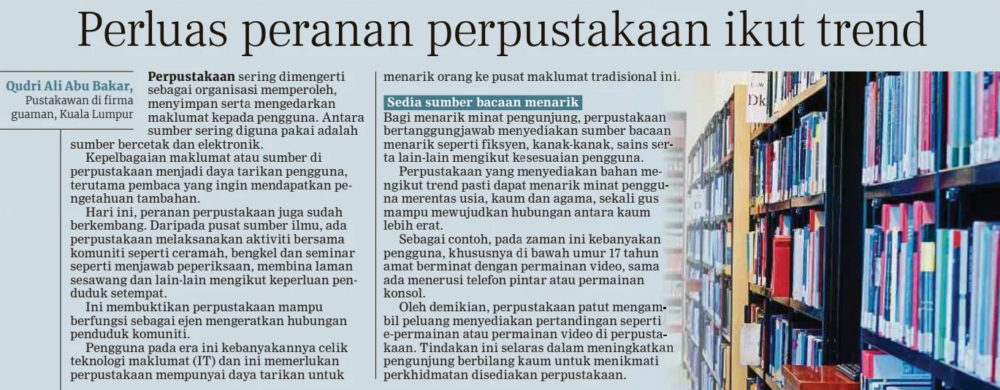 Perluas peranan perpustakaan ikut trend
Qudri Ali Abu Bakar,
Pustakawan di firma
guaman, Kuala Lumpur
Perpustakaan sering dimengerti
sebagai organisasi memperoleh,
menyimpan serta mengedarkan
maklumat kepada pengguna. Antara
sumber sering diguna pakai adalah
sumber bercetak dan elektronik.
Kepelbagaian maklumat atau sumber di
perpustakaan menjadi daya tarikan pengguna,
terutama pembaca yang ingin mendapatkan pe-
ngetahuan tambahan.
Hari ini, peranan perpustakaan juga sudah
berkembang. Daripada pusat sumber ilmu, ada
perpustakaan melaksanakan aktiviti bersama
komuniti seperti ceramah, bengkel dan seminar
seperti menjawab peperiksaan, membina laman
sesawang dan lain-lain mengikut keperluan pen-
duduk setempat.
Ini membuktikan perpustakaan mampu
berfungsi sebagai ejen mengeratkan hubungan
penduduk komuniti.
Pengguna pada era ini kebanyakannya celik
teknologi maklumat (IT) dan ini memerlukan
perpustakaan mempunyai daya tarikan untuk
menarik orang ke pusat maklumat tradisional ini.
Sedia sumber bacaan menarik
Bagi menarik minat pengunjung, perpustakaan
bertanggungjawab menyediakan sumber bacaan
menarik seperti fiksyen, kanak-kanak, sains ser-
ta lain-lain mengikut kesesuaian pengguna.
Perpustakaan yang menyediakan bahan me-
ngikut trend pasti dapat menarik minat penggu-
na merentas usia, kaum dan agama, sekali gus
mampu mewujudkan hubungan antara kaum
lebih erat.
Sebagai contoh, pada zaman ini kebanyakan
pengguna, khususnya di bawah umur 17 tahun
amat berminat dengan permainan video, sama
ada menerusi telefon pintar atau permainan
konsol.
Oleh demikian, perpustakaan patut mengam-
bil peluang menyediakan pertandingan seperti
e-permainan atau permainan video di perpusta-
kaan. Tindakan ini selaras dalam meningkatkan
pengunjung berbilang kaum untuk menikmati
perkhidmatan disediakan perpustakaan.
Dk